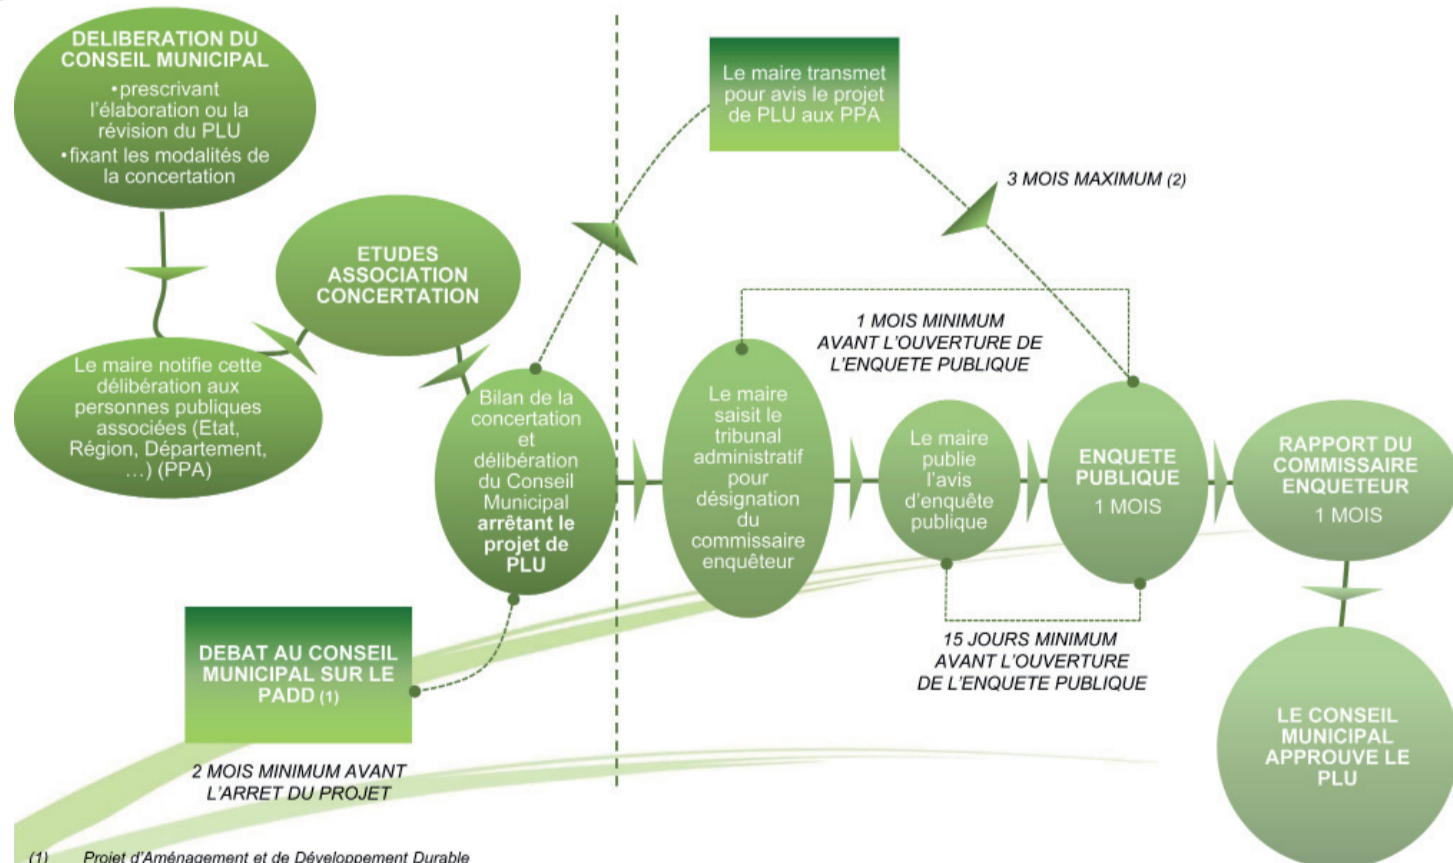 DELIBERATION DU
CONSEIL MUNICIPAL
•prescrivant
l'élaboration ou la
révision du PLU
•fixant les modalités de
la concertation
Le maire notifie cette
délibération aux
personnes publiques
associées (Etat,
Région, Département,
…) (PPA)
ETUDES
ASSOCIATION
CONCERTATION
Bilan de la
concertation
et
délibération
du Conseil
Municipal
arrêtant le
projet de
PLU
DEBAT AU CONSEIL
MUNICIPAL SUR LE
PADD (1)
2 MOIS MINIMUM AVANT
L'ARRET DU PROJET
Le maire transmet
pour avis le projet
de PLU aux PPA
3 MOIS MAXIMUM (2)
1 MOIS MINIMUM
AVANT L'OUVERTURE DE
L'ENQUETE PUBLIQUE
Le maire
saisit le
tribunal
administratif
pour
désignation
du
commissaire
enquêteur
Le maire
publie
l'avis
d'enquête
publique
15 JOURS MINIMUM
AVANT L'OUVERTURE
DE L'ENQUETE PUBLIQUE
ENQUETE
PUBLIQUE
1 MOIS
RAPPORT DU
COMMISSAIRE
ENQUETEUR
1 MOIS
LE CONSEIL
MUNICIPAL
APPROUVE LE
PLU
(1) Projet d'Aménagement et de Développement Durable